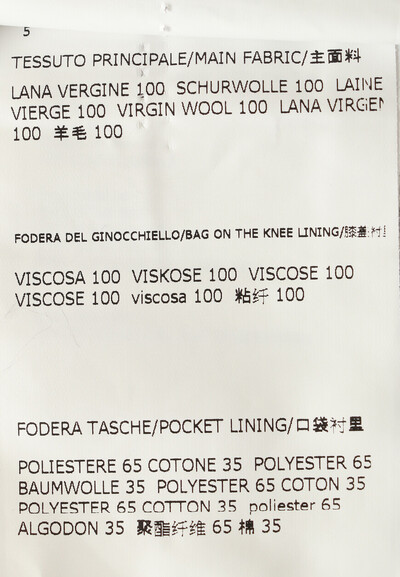 5
TESSUTO PRINCIPALE/MAIN FABRIC/主面料
LANA VERGINE 100 SCHURWOLLE 100 LAINE
VIERGE 100 VIRGIN WOOL 100 LANA VIRGEN
100 羊毛 100
FODERA DEL GINOCCHIELLO/BAG ON THE KNEE LINING/膝盖衬里
VISCOSA 100 VISKOSE 100 VISCOSE 100
VISCOSE 100 viscosa 100 粘纤 100
FODERA TASCHE/POCKET LINING/口袋衬里
POLIESTERE 65 COTONE 35 POLYESTER 65
BAUMWOLLE 35 POLYESTER 65 COTON 35
POLYESTER 65 COTTON 35 poliester 65
ALGODON 35 聚酯纤维 65 棉 35